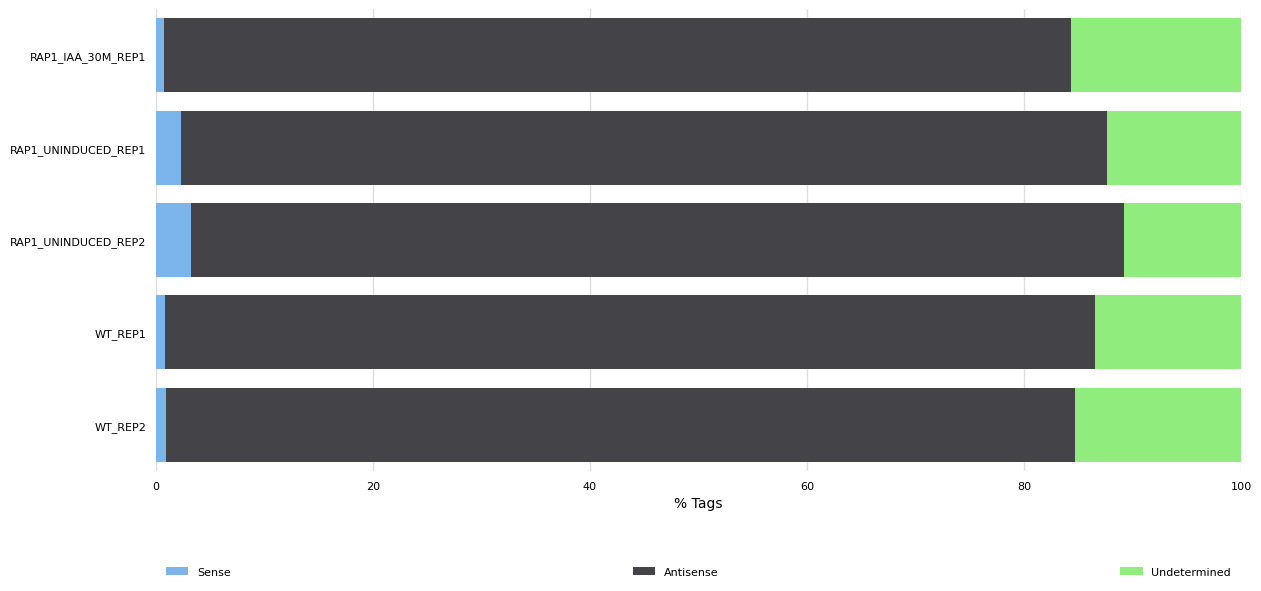 RAP1_IAA_30M_REP1
RAP1_UNINDUCED_REP1
RAP1_UNINDUCED_REP2
WT_REP1
WT_REP2
0 20 40 60 80 100
% Tags
Sense Antisense Undetermined